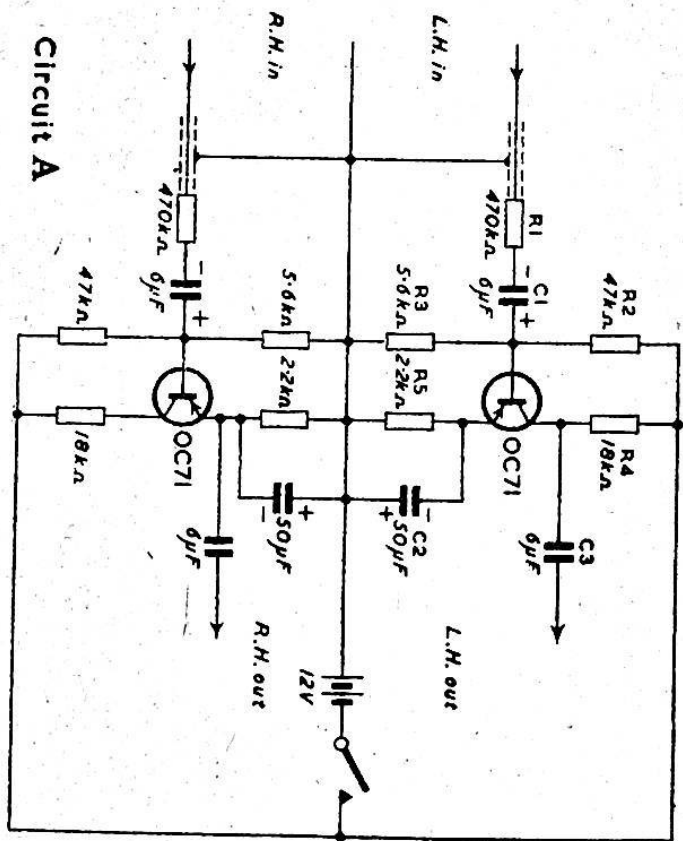 R2
47kΩ
R4
18kΩ
C3
6µF
R1
470kΩ
C1
6µF
- +
OC71
L.H. in
R3
5·6kΩ
R5
2·2kΩ
-
+
C2
50µF
L.H. out
12V
R.H. in
5·6kΩ
2·2kΩ
+
-
50µF
R.H. out
470kΩ
- +
6µF
OC71
6µF
47kΩ
18kΩ
Circuit A